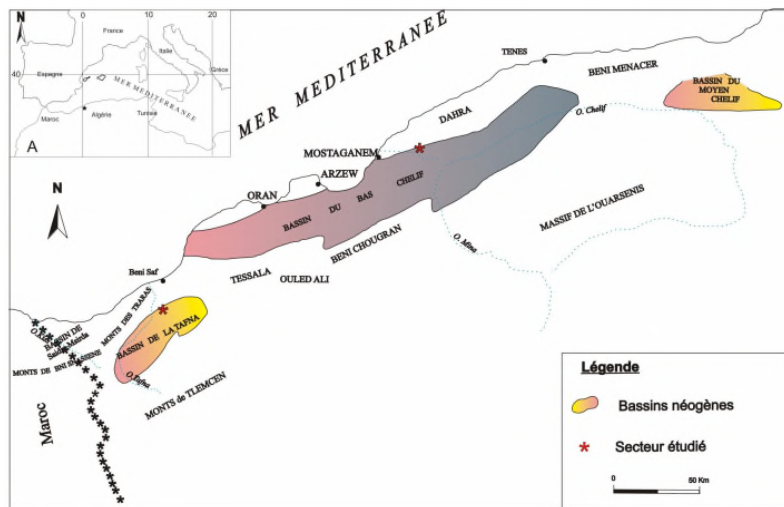 N
0
10
20
France
Italie
40
Espagne
Grèce
MER MEDITERRANEE
Maroc
Algérie
Tunisie
A
MER MEDITERRANEE
TENES
BENI MENACER
BASSIN DU
MOYEN
CHELIF
O. Chelif
DAHRA
MOSTAGANEM
ARZEW
ORAN
BASSIN DU BAS CHELIF
N
MASSIF DE L'OUARSENIS
BENI CHOUGRAN
O. Mina
TESSALA
OULED ALI
Beni Saf
MONTS DES TRARAS
BASSIN DE LA TAFNA
BASSIN DE
MONTS DE BENI
O.Tafna
MONTS de TLEMCEN
Maroc
Légende
Bassins néogènes
Secteur étudié
0
50 Km